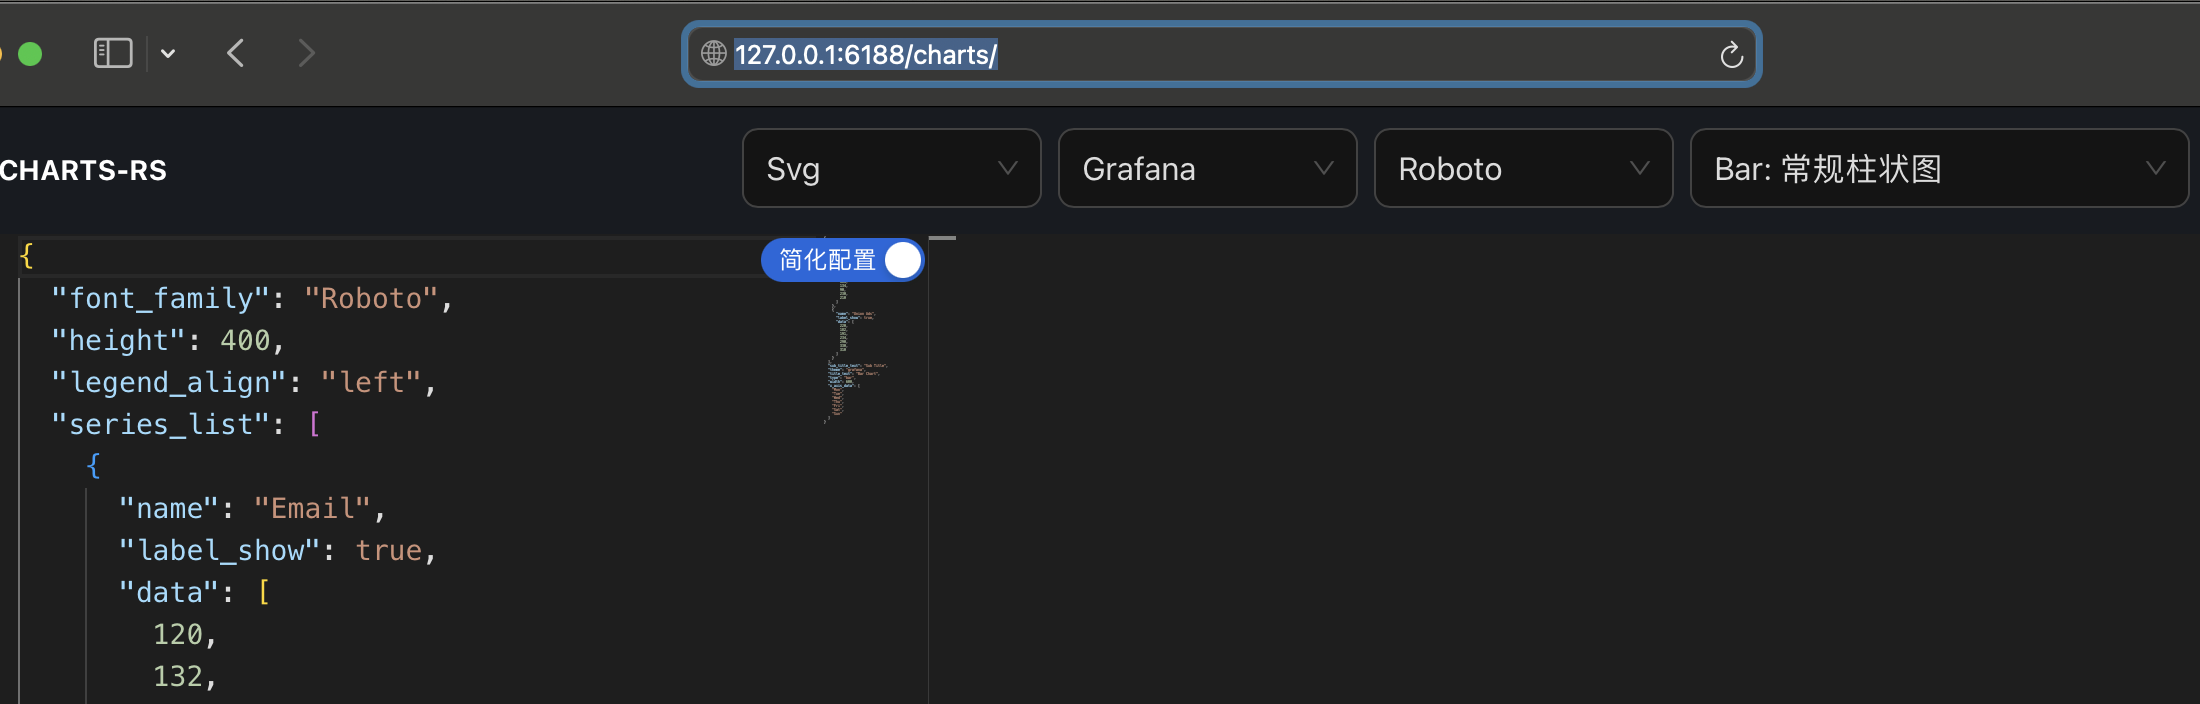 127.0.0.1:6188/charts/
CHARTS-RS
Svg
Grafana
Roboto
Bar: 常规柱状图
{
简化配置
"font_family": "Roboto",
"height": 400,
"legend_align": "left",
"series_list": [
{
"name": "Email",
"label_show": true,
"data": [
120,
132,